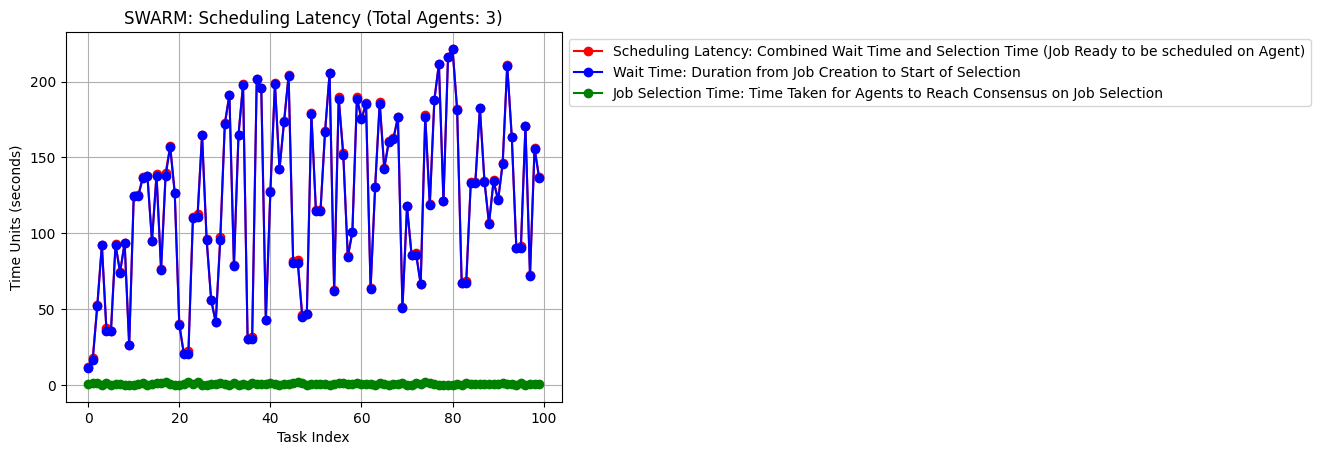 SWARM: Scheduling Latency (Total Agents: 3)
Scheduling Latency: Combined Wait Time and Selection Time (Job Ready to be scheduled on Agent)
Wait Time: Duration from Job Creation to Start of Selection
Job Selection Time: Time Taken for Agents to Reach Consensus on Job Selection
Time Units (seconds)
200
150
100
50
0
0 20 40 60 80 100
Task Index